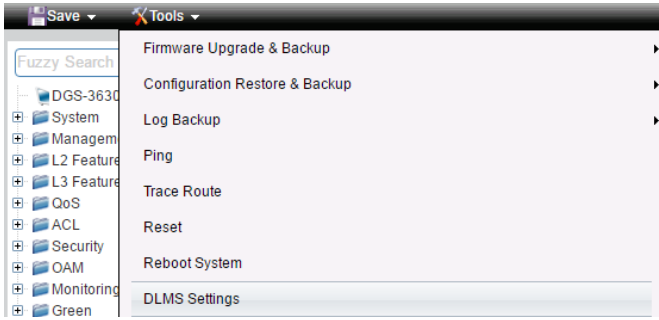 Save Tools
Fuzzy Search
Firmware Upgrade & Backup
DGS-3630
Configuration Restore & Backup
System
Log Backup
Managem
L2 Feature
Ping
L3 Feature
Trace Route
QoS
ACL
Reset
Security
OAM
Reboot System
Monitoring
DLMS Settings
Green